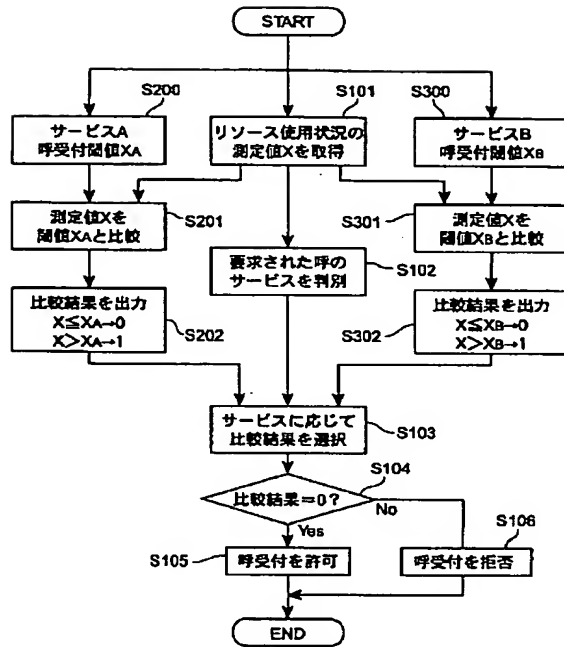 START
S200
S101
S300
サービスA
呼受付閾値XA
リソース使用状況の
測定値Xを取得
サービスB
呼受付閾値XB
測定値Xを
閾値XAと比較
S201
S301
測定値Xを
閾値XBと比較
要求された呼の
サービスを判別
S102
比較結果を出力
X≦XA→0
X>XA→1
S202
S302
比較結果を出力
X≦XB→0
X>XB→1
サービスに応じて
比較結果を選択
S103
S104
比較結果=0?
No
Yes
S105
呼受付を許可
S106
呼受付を拒否
END